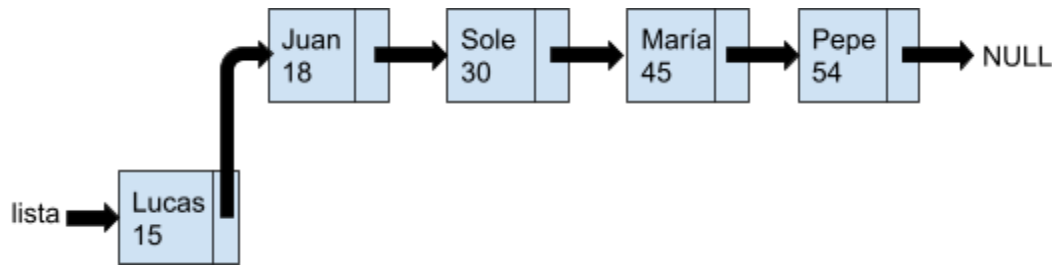 Juan
18
Sole
30
María
45
Pepe
54
NULL
lista
Lucas
15